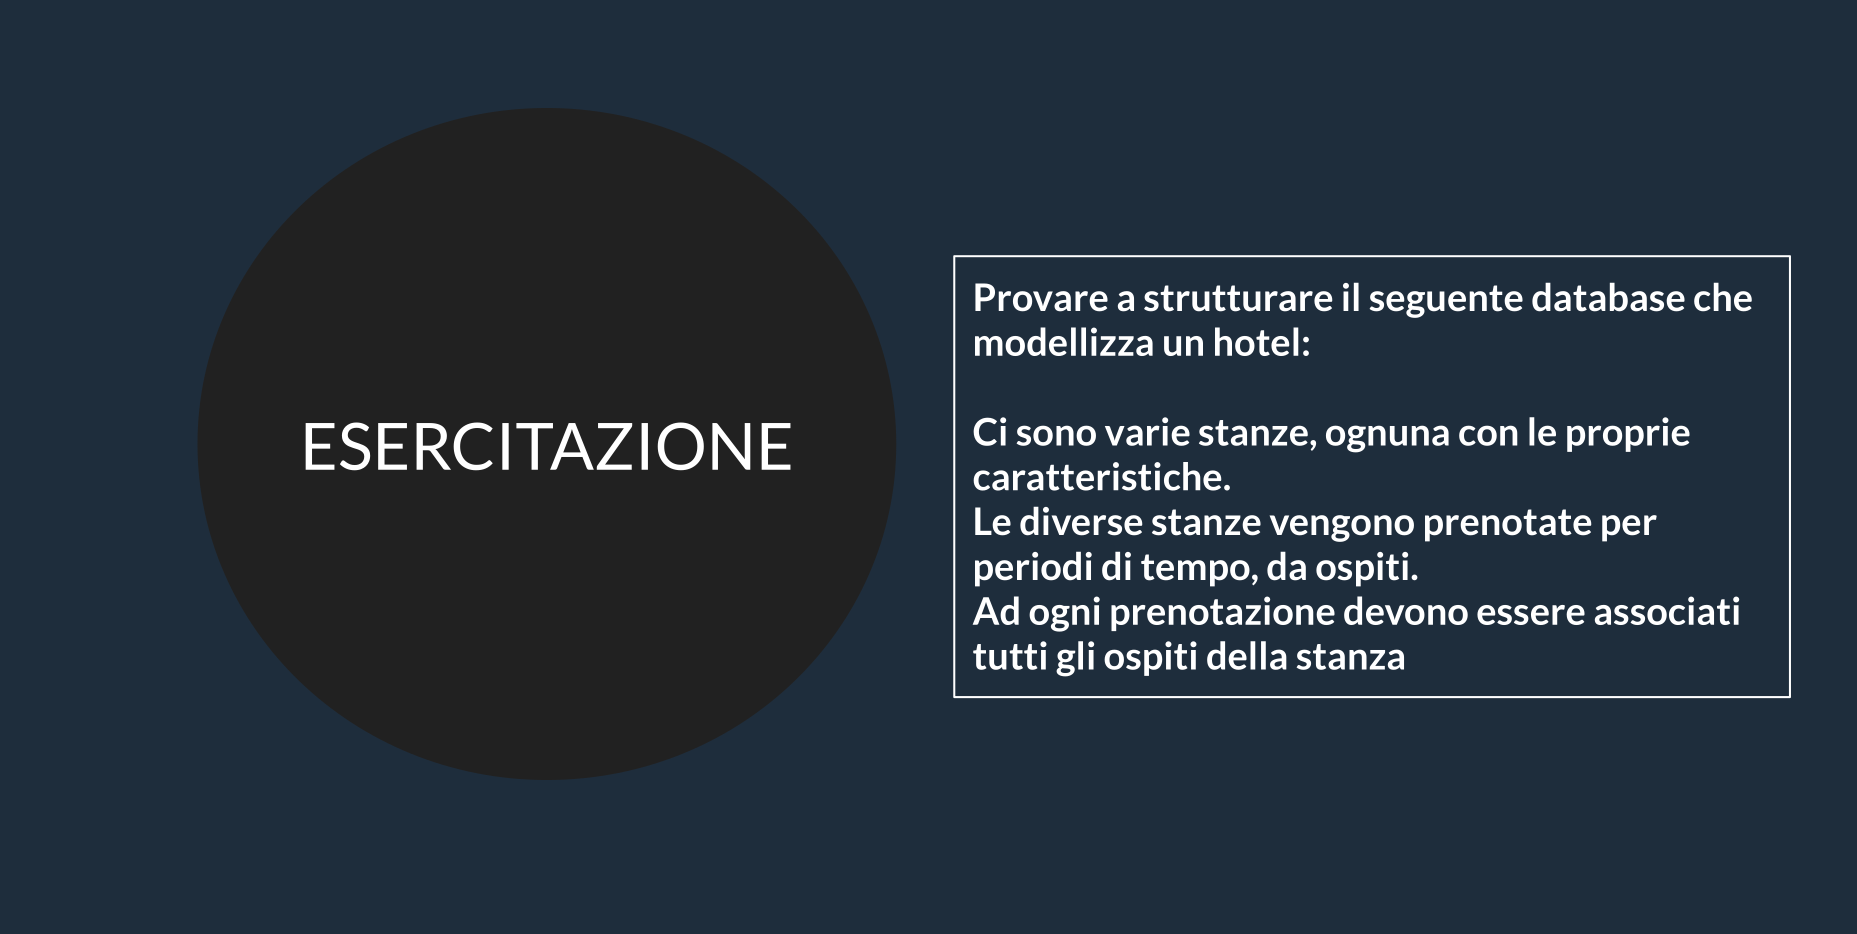 ESERCITAZIONE
Provare a strutturare il seguente database che
modellizza un hotel:
Ci sono varie stanze, ognuna con le proprie
caratteristiche.
Le diverse stanze vengono prenotate per
periodi di tempo, da ospiti.
Ad ogni prenotazione devono essere associati
tutti gli ospiti della stanza